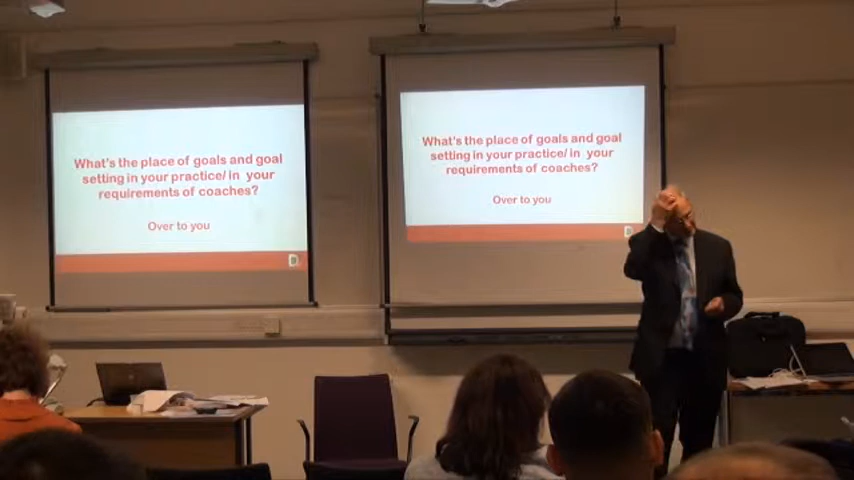 What's the place of goals and goal
setting in your practice/ in your
requirements of coaches?
Over to you
What's the place of goals and goal
setting in your practice/ in your
requirements of coaches?
Over to you